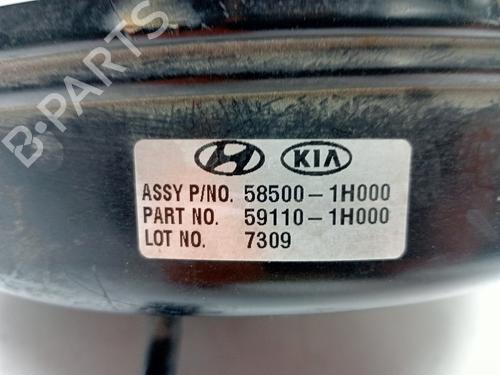 B-PARTS
KIA
ASSY P/NO. 58500-1H000
PART NO. 59110-1H000
LOT NO. 7309